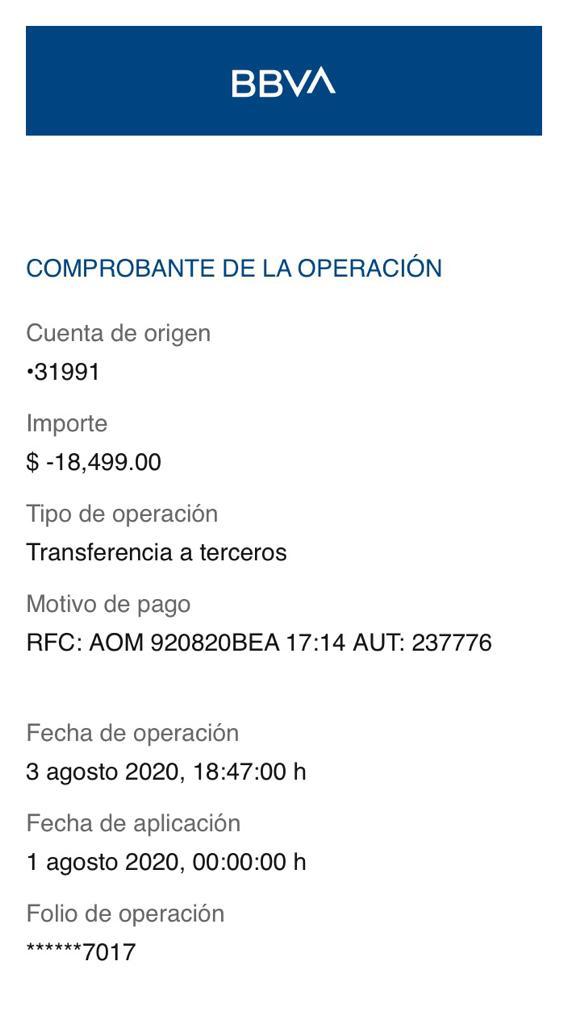 BBVA
COMPROBANTE DE LA OPERACIÓN
Cuenta de origen
•31991
Importe
$ -18,499.00
Tipo de operación
Transferencia a terceros
Motivo de pago
RFC: AOM 920820BEA 17:14 AUT: 237776
Fecha de operación
3 agosto 2020, 18:47:00 h
Fecha de aplicación
1 agosto 2020, 00:00:00 h
Folio de operación
******7017